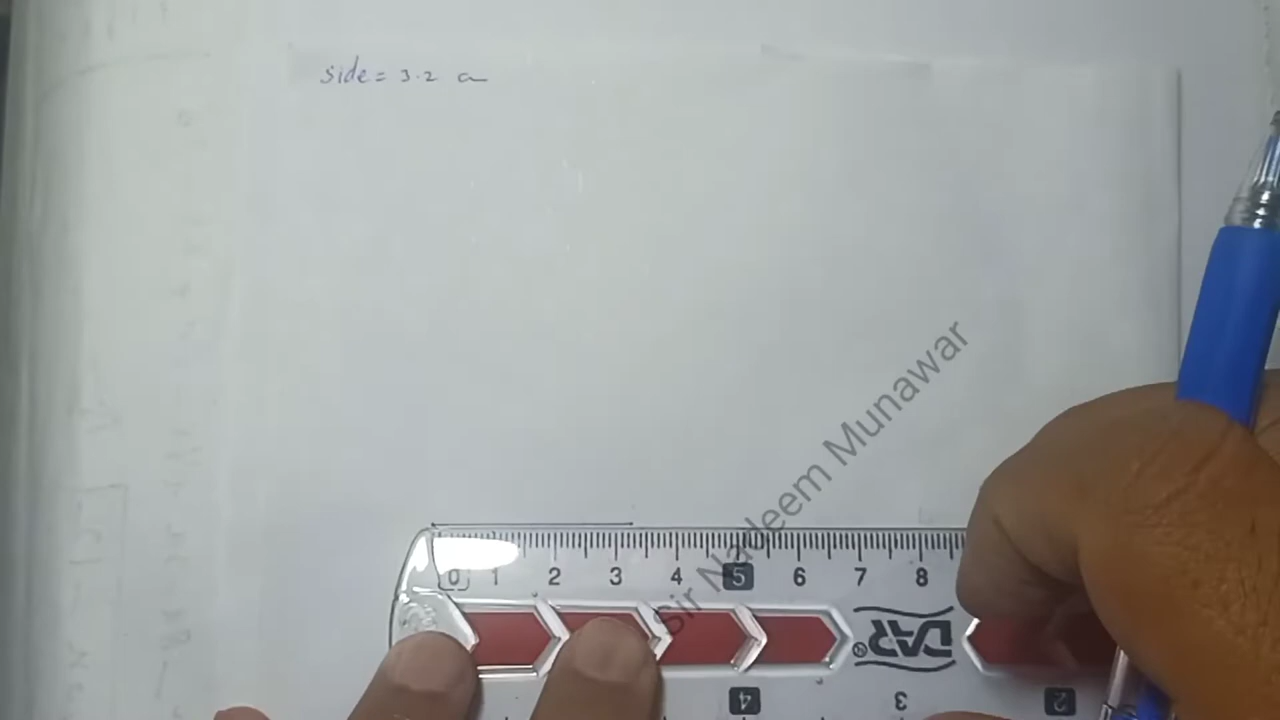 side = 3.2 cm
Sir Nadeem Munawar
0 1 2 3 4 5 6 7 8
DAR®
4 3 2